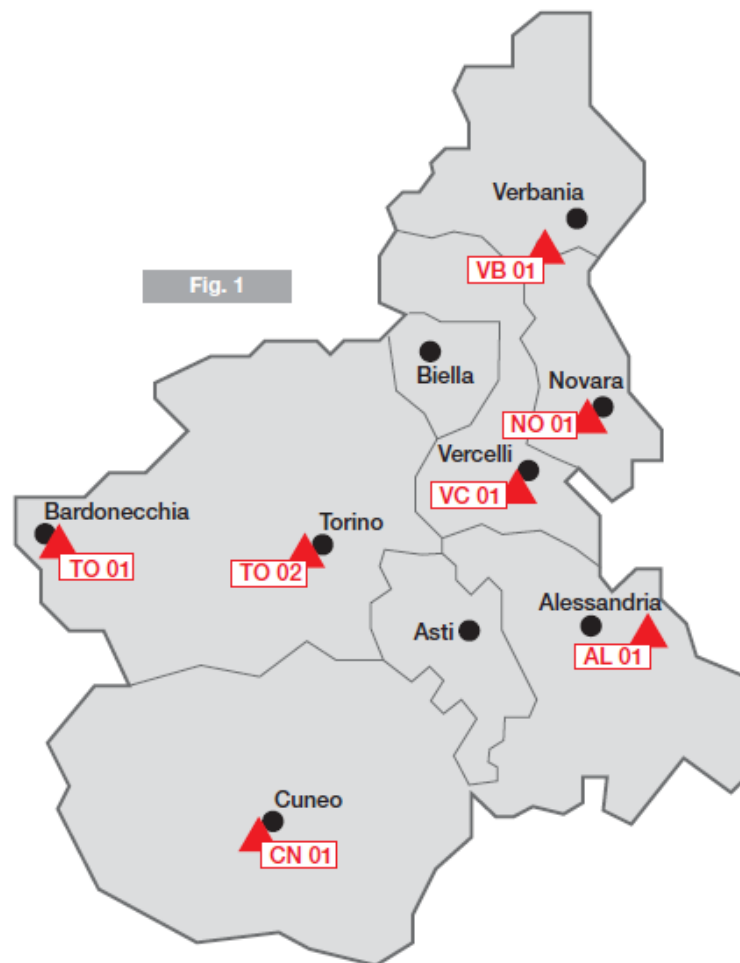 Verbania
VB 01
Fig. 1
Biella
Novara
NO 01
Vercelli
VC 01
Bardonecchia
TO 01
Torino
TO 02
Alessandria
Asti
AL 01
Cuneo
CN 01